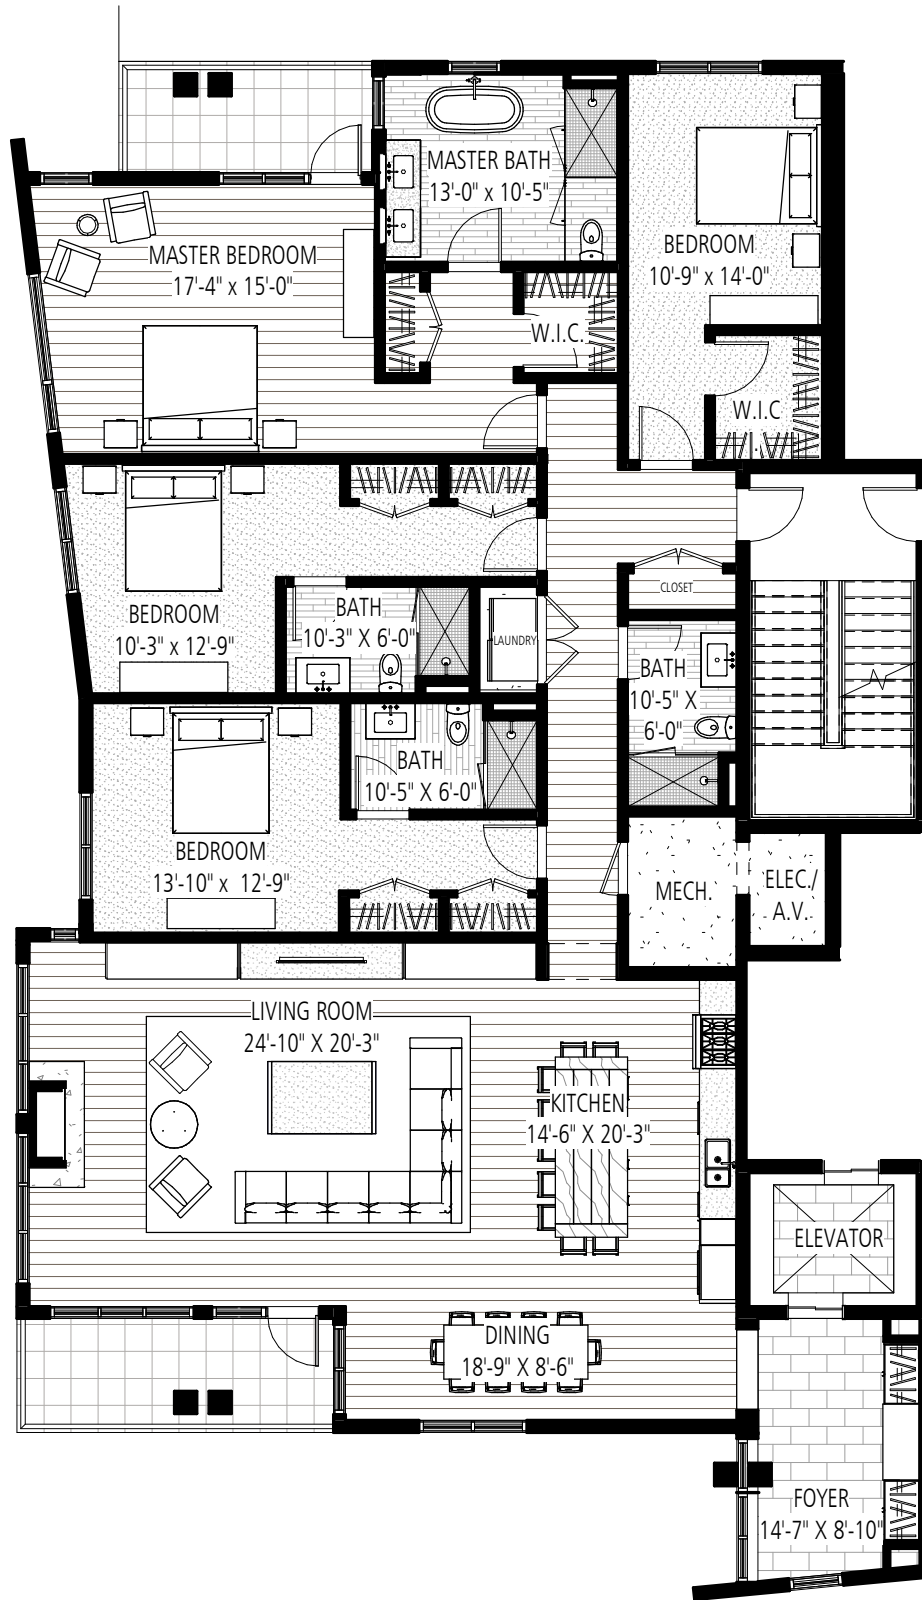 MASTER BATH
13'-0" x 10'-5"
MASTER BEDROOM
17'-4" x 15'-0"
BEDROOM
10'-9" x 14'-0"
W.I.C.
W.I.C
BEDROOM
10'-3" x 12'-9"
BATH
10'-3" X 6'-0"
LAUNDRY
CLOSET
BATH
10'-5" X
6'-0"
BATH
10'-5" X 6'-0"
BEDROOM
13'-10" x 12'-9"
MECH.
ELEC./
A.V.
LIVING ROOM
24'-10" X 20'-3"
KITCHEN
14'-6" X 20'-3"
ELEVATOR
DINING
18'-9" X 8'-6"
FOYER
14'-7" X 8'-10"